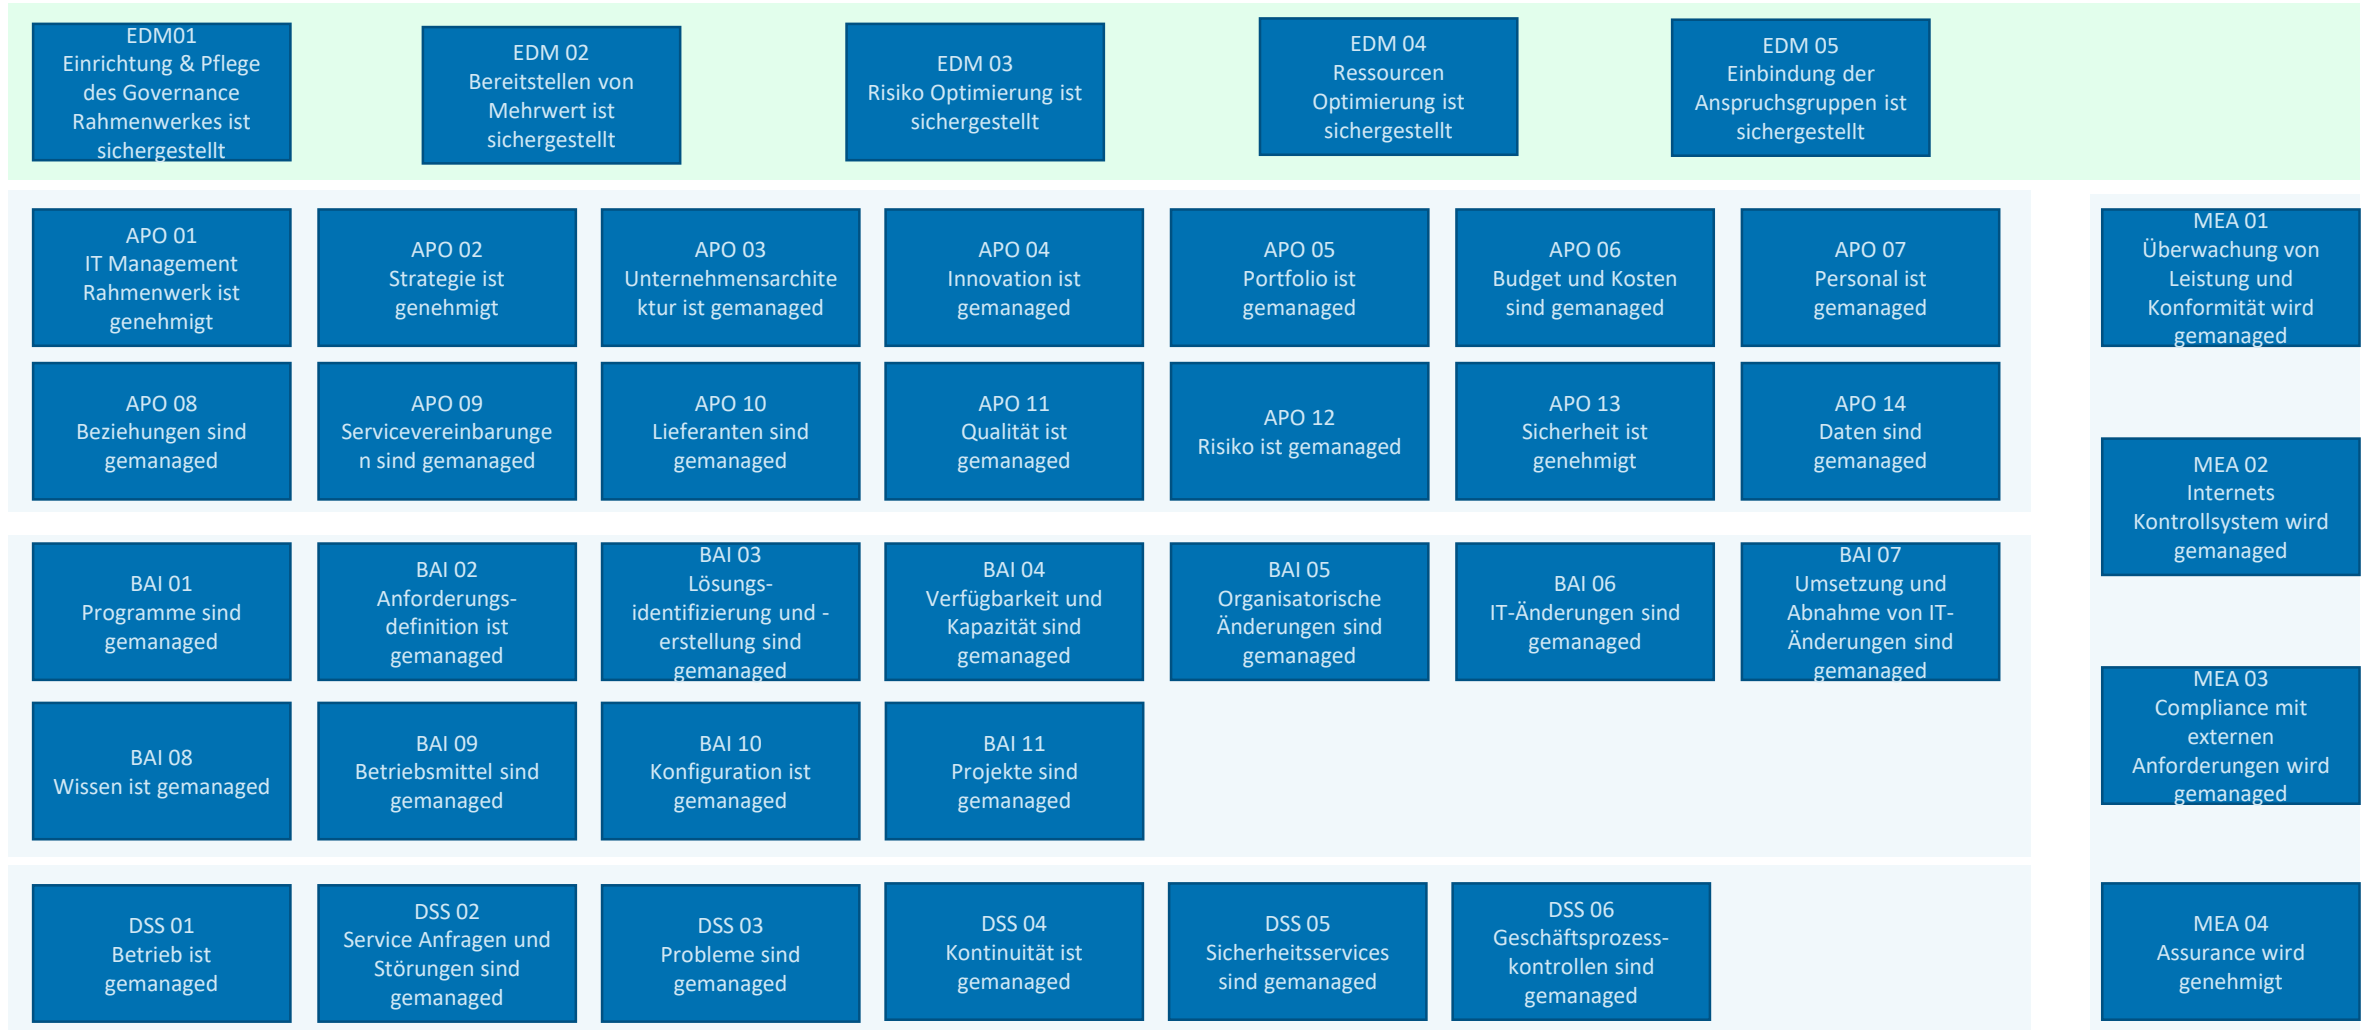 EDM01
Einrichtung & Pflege
des Governance
Rahmenwerkes ist
sichergestellt
EDM 02
Bereitstellen von
Mehrwert ist
sichergestellt
EDM 03
Risiko Optimierung ist
sichergestellt
EDM 04
Ressourcen
Optimierung ist
sichergestellt
EDM 05
Einbindung der
Anspruchsgruppen ist
sichergestellt
APO 01
IT Management
Rahmenwerk ist
genehmigt
APO 02
Strategie ist
genehmigt
APO 03
Unternehmensarchite
ktur ist gemanaged
APO 04
Innovation ist
gemanaged
APO 05
Portfolio ist
gemanaged
APO 06
Budget und Kosten
sind gemanaged
APO 07
Personal ist
gemanaged
MEA 01
Überwachung von
Leistung und
Konformität wird
gemanaged
APO 08
Beziehungen sind
gemanaged
APO 09
Servicevereinbarunge
n sind gemanaged
APO 10
Lieferanten sind
gemanaged
APO 11
Qualität ist
gemanaged
APO 12
Risiko ist gemanaged
APO 13
Sicherheit ist
genehmigt
APO 14
Daten sind
gemanaged
MEA 02
Internets
Kontrollsystem wird
gemanaged
BAI 01
Programme sind
gemanaged
BAI 02
Anforderungs-
definition ist
gemanaged
BAI 03
Lösungs-
identifizierung und -
erstellung sind
gemanaged
BAI 04
Verfügbarkeit und
Kapazität sind
gemanaged
BAI 05
Organisatorische
Änderungen sind
gemanaged
BAI 06
IT-Änderungen sind
gemanaged
BAI 07
Umsetzung und
Abnahme von IT-
Änderungen sind
gemanaged
MEA 03
Compliance mit
externen
Anforderungen wird
gemanaged
BAI 08
Wissen ist gemanaged
BAI 09
Betriebsmittel sind
gemanaged
BAI 10
Konfiguration ist
gemanaged
BAI 11
Projekte sind
gemanaged
DSS 01
Betrieb ist
gemanaged
DSS 02
Service Anfragen und
Störungen sind
gemanaged
DSS 03
Probleme sind
gemanaged
DSS 04
Kontinuität ist
gemanaged
DSS 05
Sicherheitsservices
sind gemanaged
DSS 06
Geschäftsprozess-
kontrollen sind
gemanaged
MEA 04
Assurance wird
genehmigt